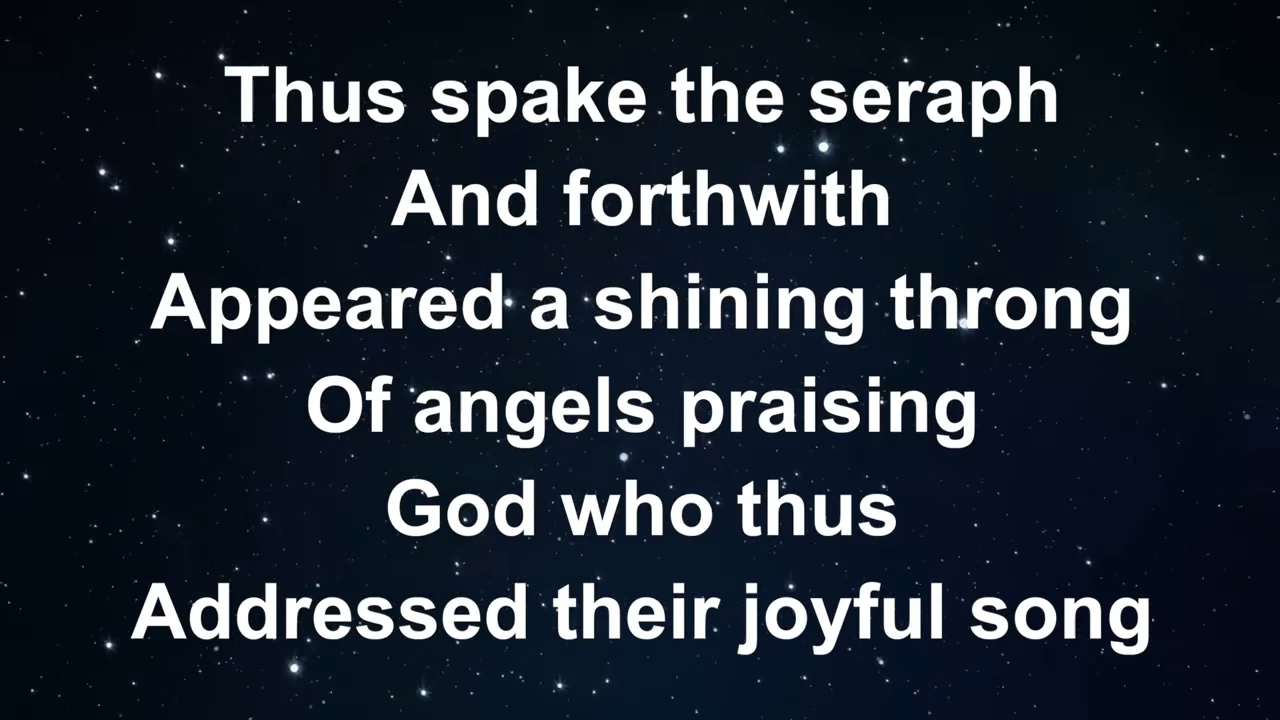 Thus spake the seraph
And forthwith
Appeared a shining throng
Of angels praising
God who thus
Addressed their joyful song